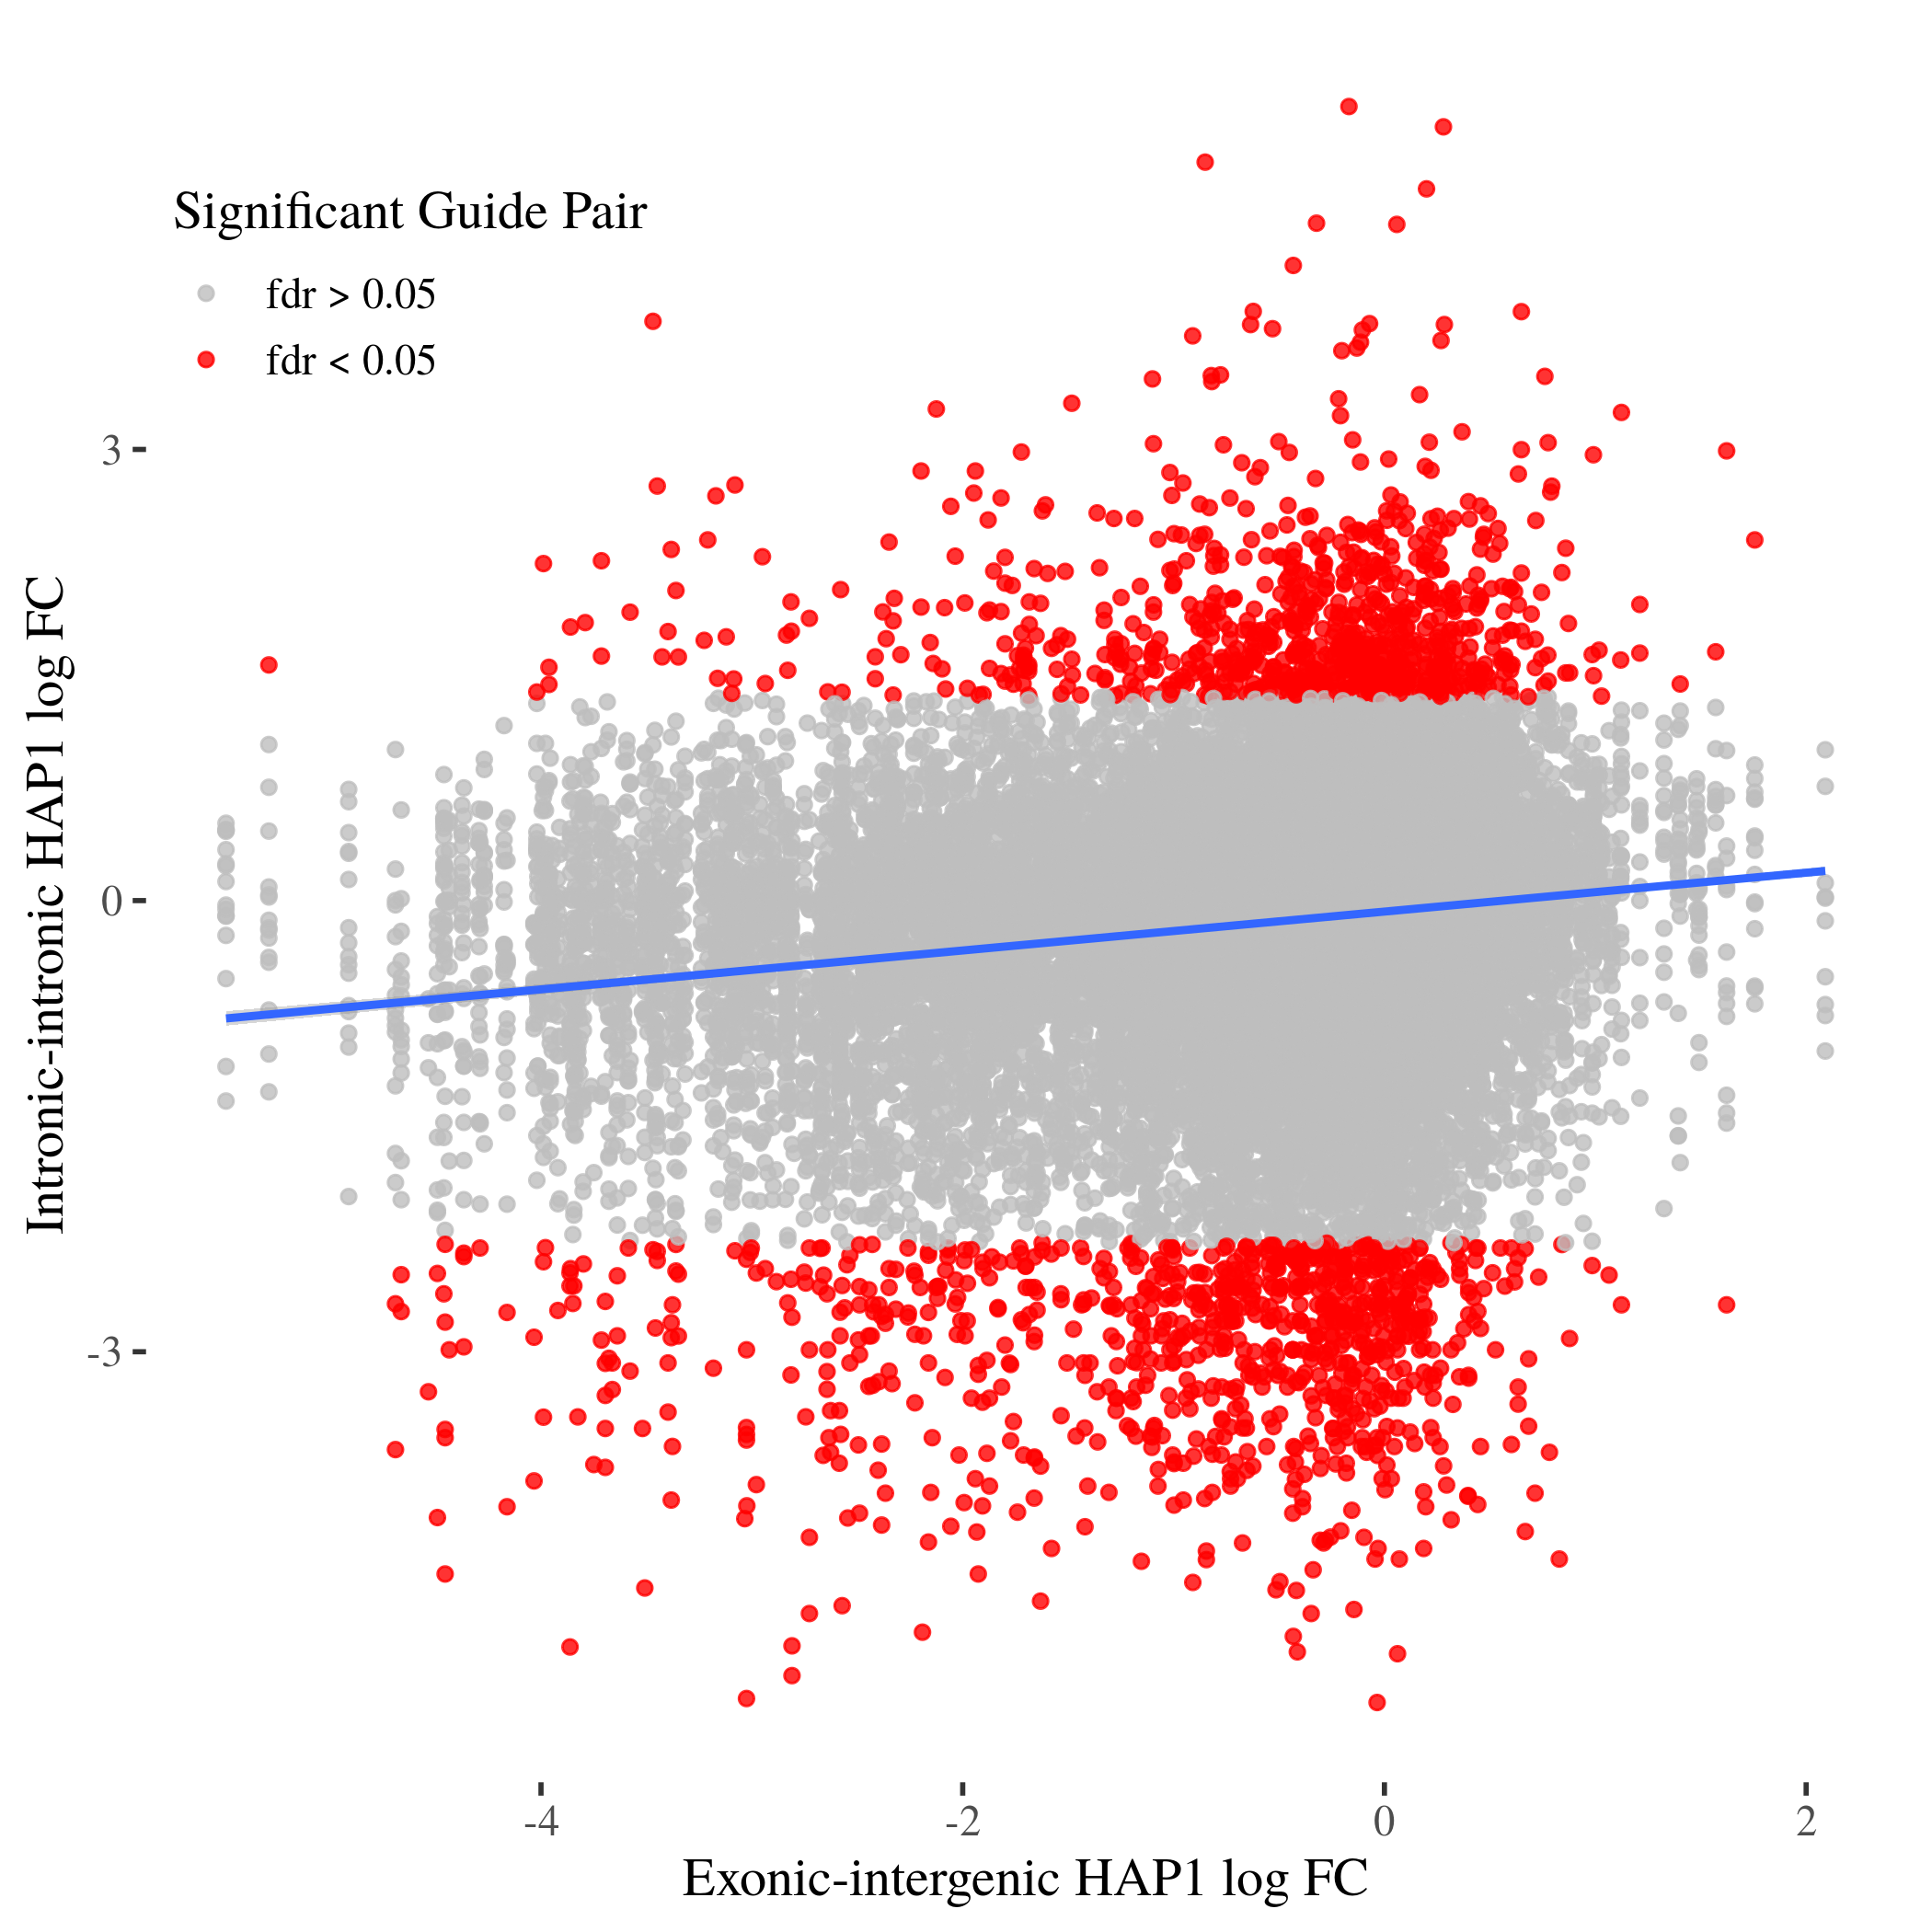 Significant Guide Pair
fdr > 0.05
fdr < 0.05
Intronic-intronic HAP1 log FC
3
0
-3
-4
-2
0
2
Exonic-intergenic HAP1 log FC